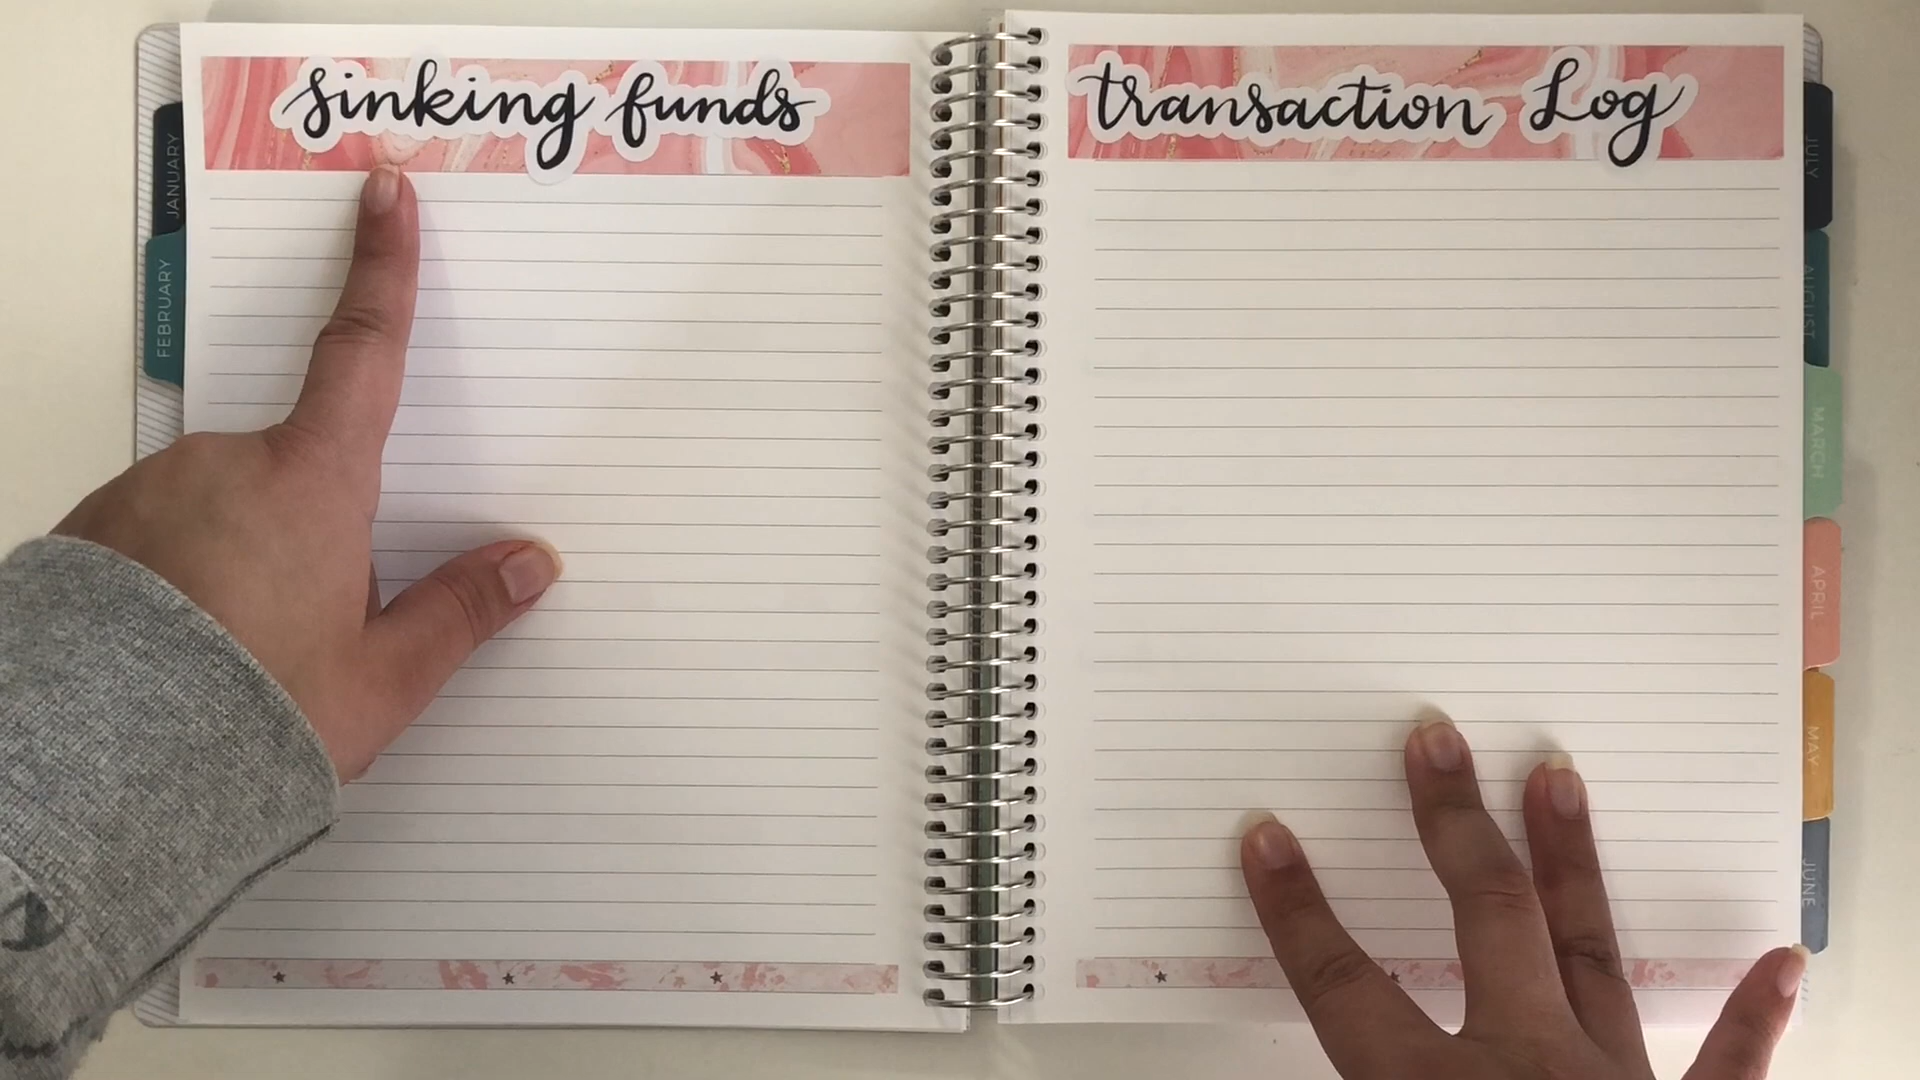 sinking funds
transaction Log
JANUARY
FEBRUARY
JULY
AUGUST
MARCH
APRIL
MAY
JUNE